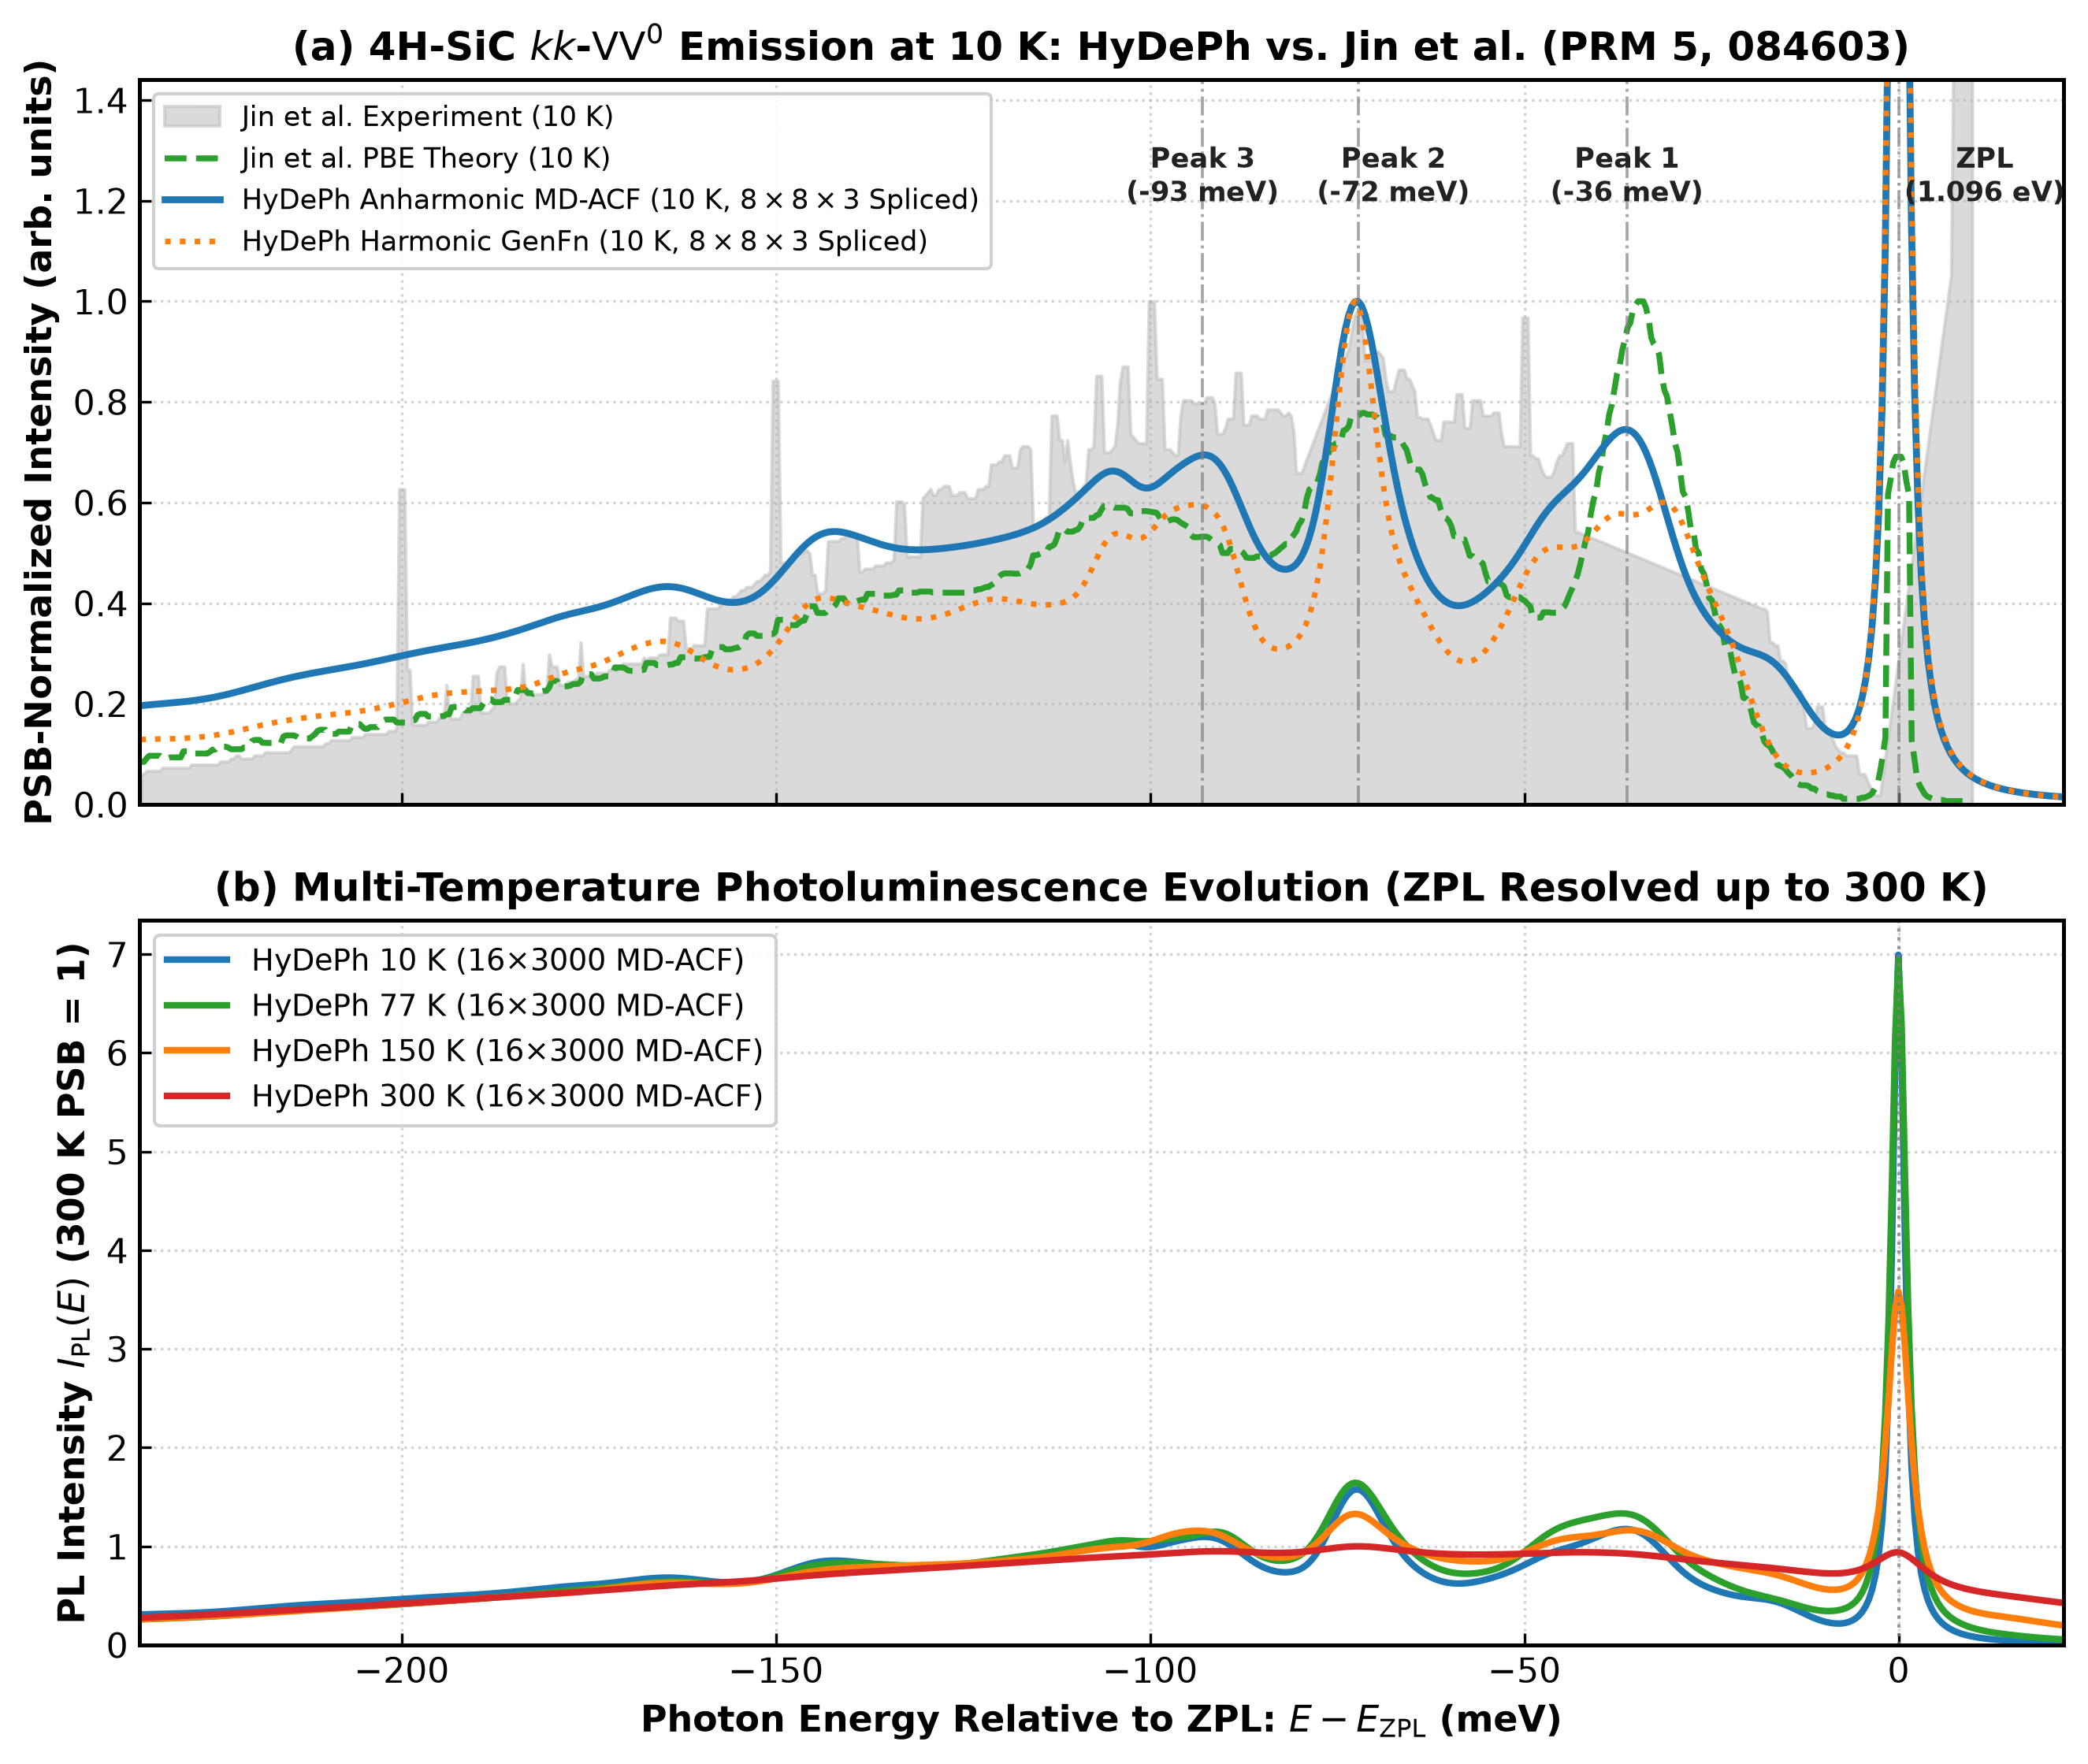 (a) 4H-SiC kk-VV⁰ Emission at 10 K: HyDePh vs. Jin et al. (PRM 5, 084603)
PSB-Normalized Intensity (arb. units)
1.4
1.2
1.0
0.8
0.6
0.4
0.2
0.0
Jin et al. Experiment (10 K)
Jin et al. PBE Theory (10 K)
HyDePh Anharmonic MD-ACF (10 K, 8 × 8 × 3 Spliced)
HyDePh Harmonic GenFn (10 K, 8 × 8 × 3 Spliced)
Peak 3
(-93 meV)
Peak 2
(-72 meV)
Peak 1
(-36 meV)
ZPL
(1.096 eV)
(b) Multi-Temperature Photoluminescence Evolution (ZPL Resolved up to 300 K)
PL Intensity I_PL(E) (300 K PSB = 1)
7
6
5
4
3
2
1
0
HyDePh 10 K (16×3000 MD-ACF)
HyDePh 77 K (16×3000 MD-ACF)
HyDePh 150 K (16×3000 MD-ACF)
HyDePh 300 K (16×3000 MD-ACF)
−200 −150 −100 −50 0
Photon Energy Relative to ZPL: E − E_ZPL (meV)